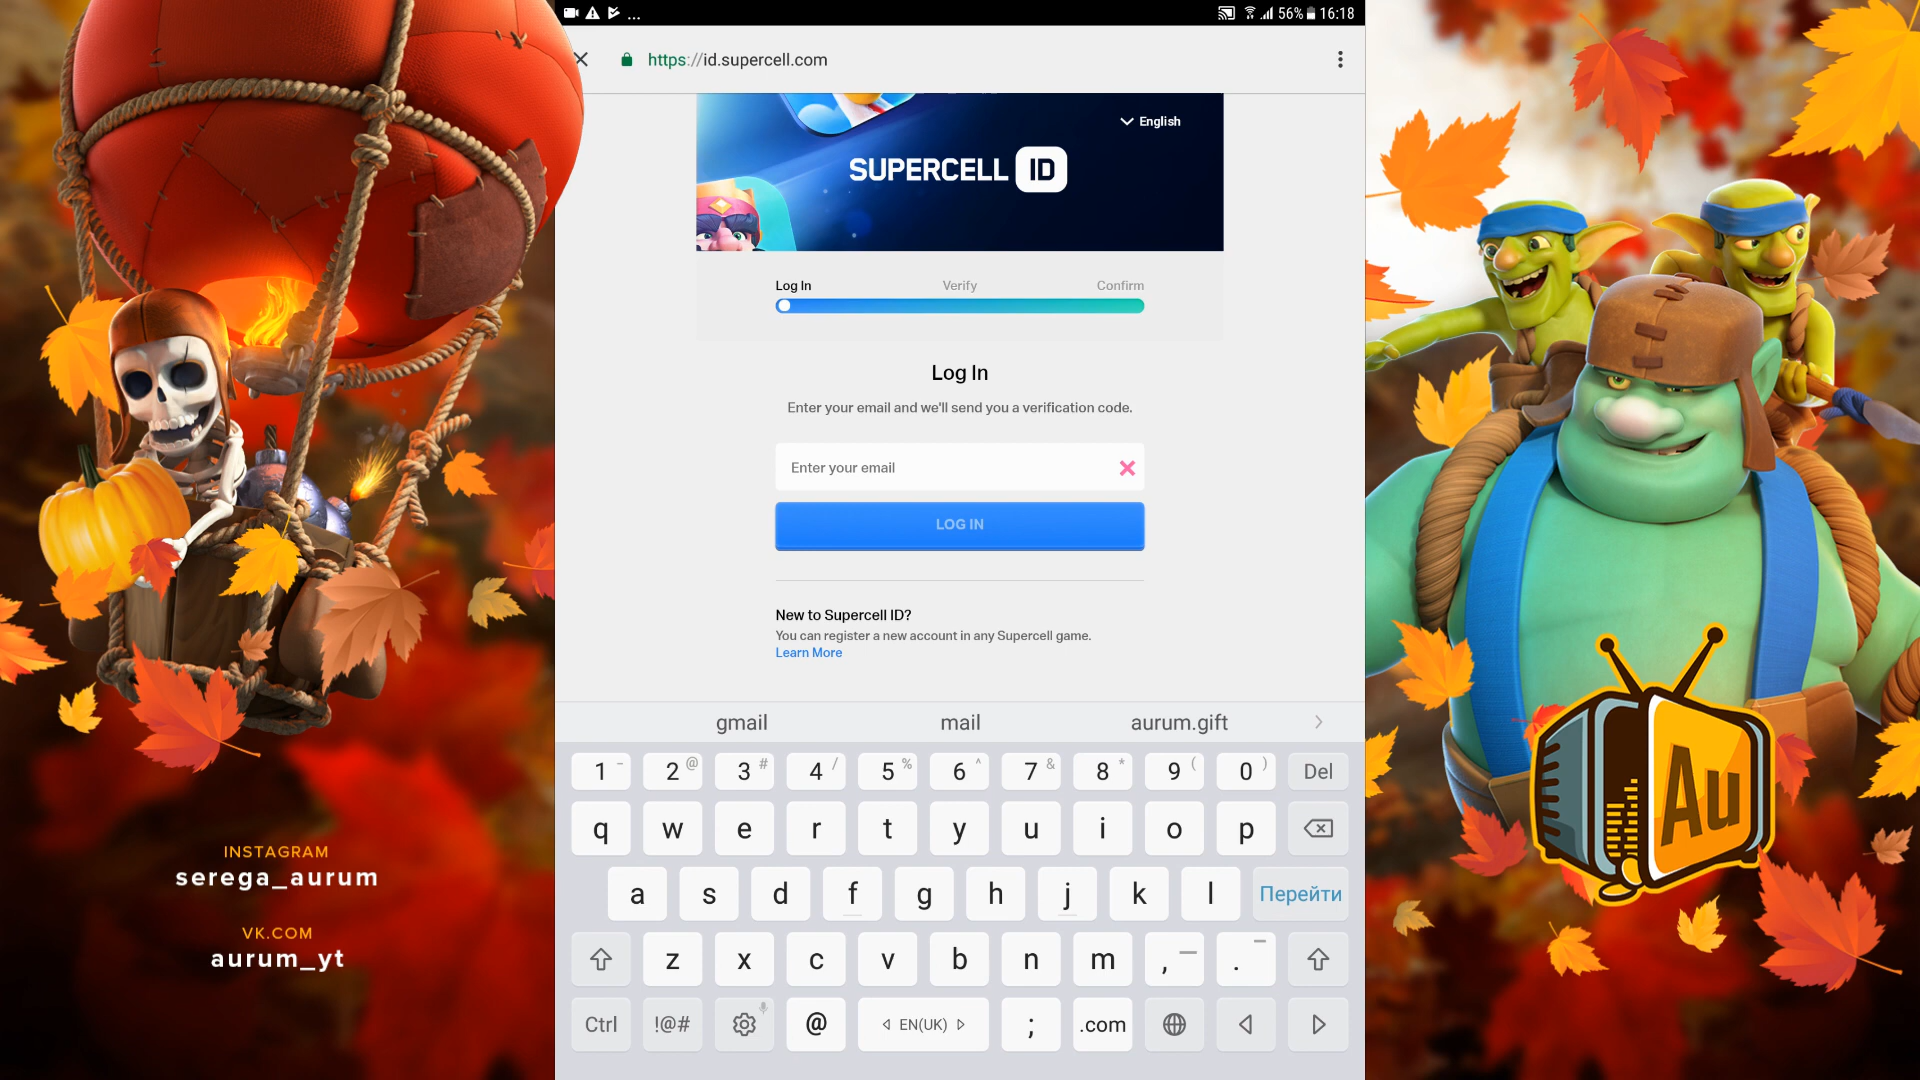 ...
56% 16:18
https://id.supercell.com
English
SUPERCELL ID
Log In Verify Confirm
Log In
Enter your email and we'll send you a verification code.
Enter your email
LOG IN
New to Supercell ID?
You can register a new account in any Supercell game.
Learn More
gmail mail aurum.gift
1 - 2 @ 3 # 4 / 5 % 6 ^ 7 & 8 * 9 ( 0 ) Del
q w e r t y u i o p
a s d f g h j k l Перейти
z x c v b n m , .
Ctrl !@# @ EN(UK) ; .com
INSTAGRAM
serega_aurum
VK.COM
aurum_yt
Au